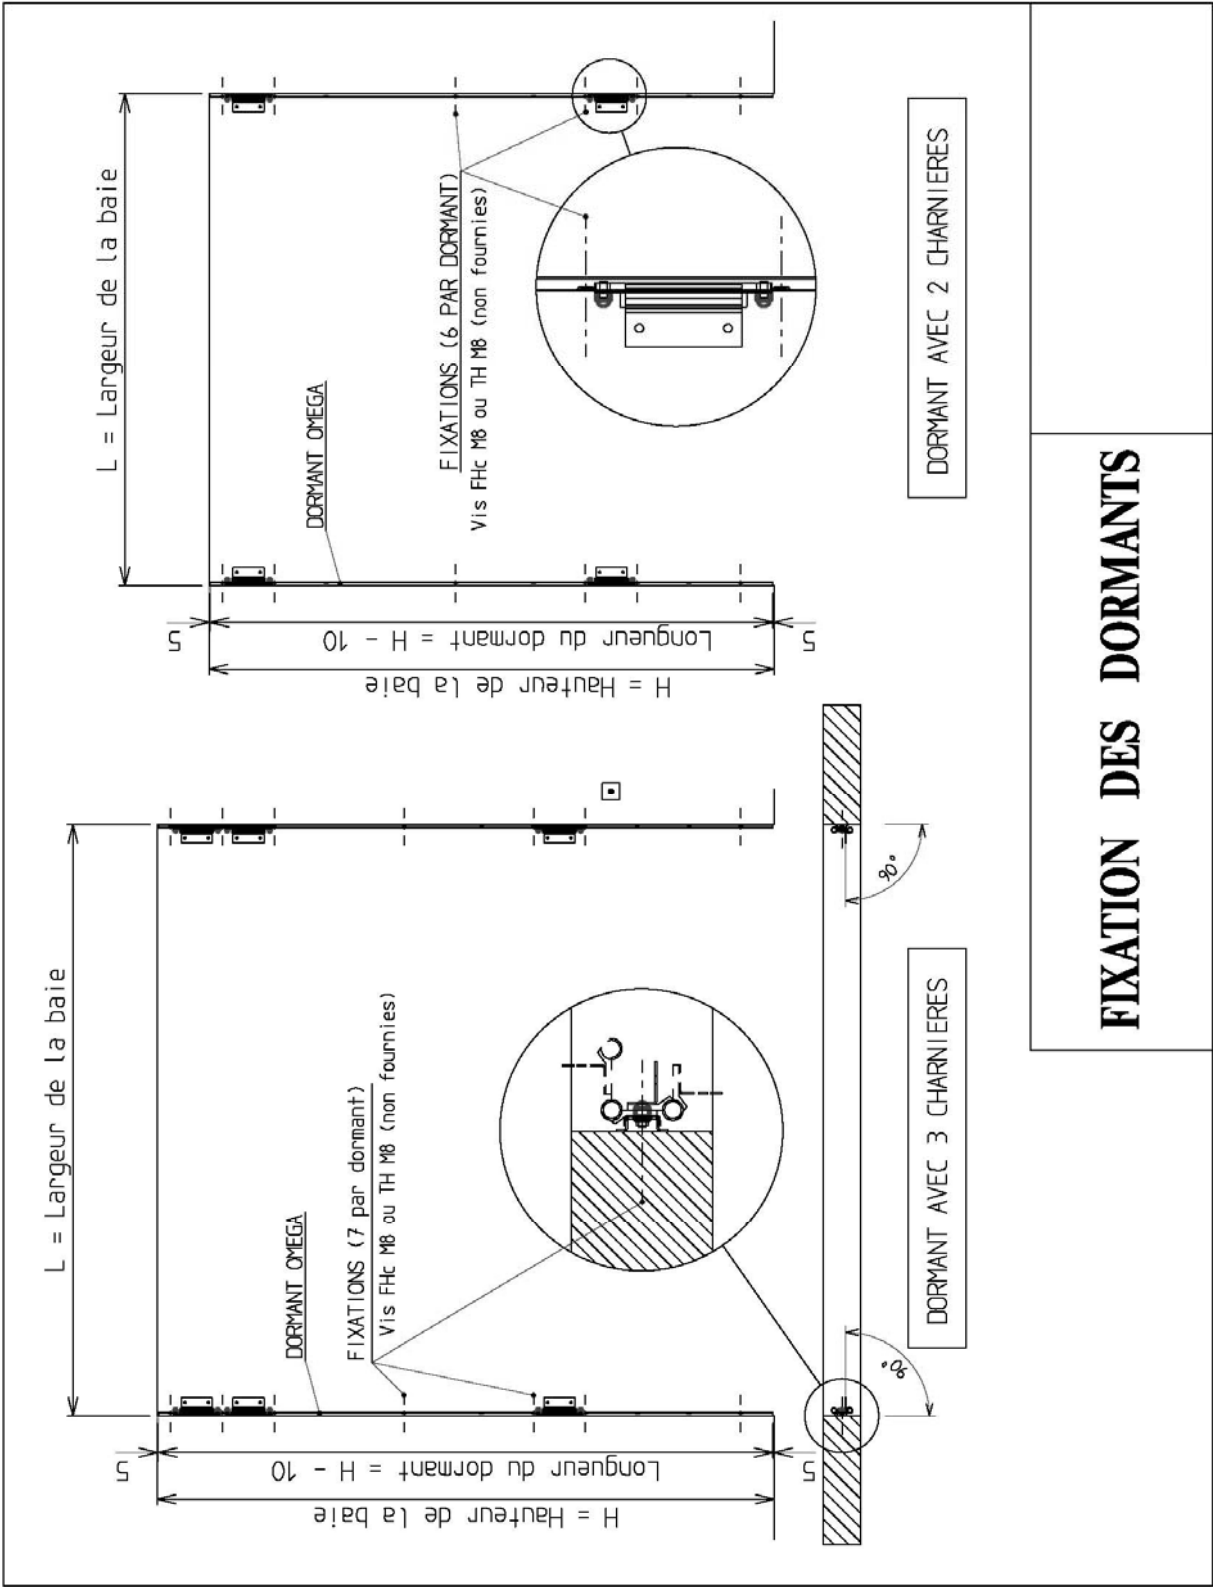 L = Largeur de la baie
DORMANT OMEGA
FIXATIONS (7 par dormant)
Vis FHc M8 ou TH M8 (non fournies)
5
Longueur du dormant = H - 10
5
H = Hauteur de la baie
90°
90°
DORMANT AVEC 3 CHARNIERES
L = Largeur de la baie
DORMANT OMEGA
FIXATIONS (6 PAR DORMANT)
Vis FHc M8 ou TH M8 (non fournies)
5
Longueur du dormant = H - 10
5
H = Hauteur de la baie
DORMANT AVEC 2 CHARNIERES
FIXATION DES DORMANTS